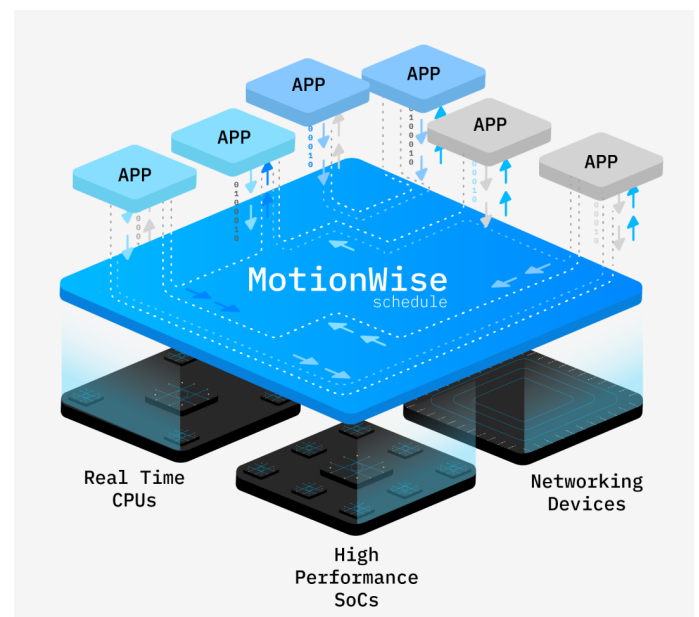 APP
APP
APP
APP
APP
APP
MotionWise
schedule
Real Time
CPUs
Networking
Devices
High
Performance
SoCs